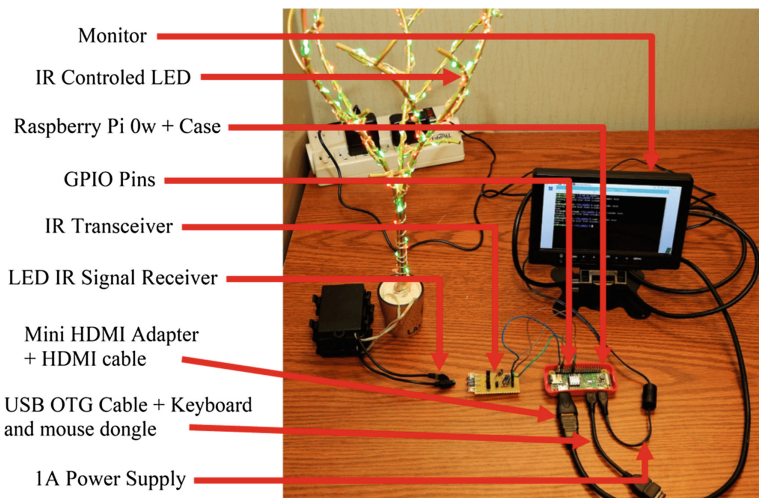 Monitor
IR Controled LED
Raspberry Pi 0w + Case
GPIO Pins
IR Transceiver
LED IR Signal Receiver
Mini HDMI Adapter
+ HDMI cable
USB OTG Cable + Keyboard
and mouse dongle
1A Power Supply